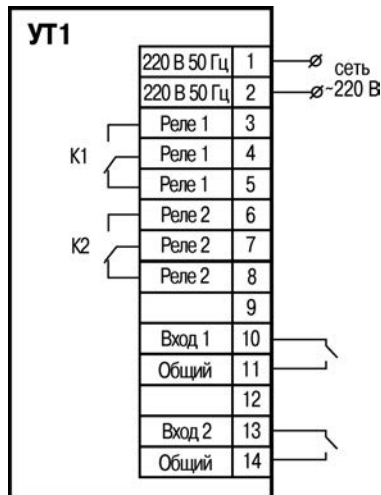 УТ1
220 В 50 Гц 1
220 В 50 Гц 2
сеть
~220 В
Реле 1 3
К1 Реле 1 4
Реле 1 5
Реле 2 6
К2 Реле 2 7
Реле 2 8
9
Вход 1 10
Общий 11
12
Вход 2 13
Общий 14